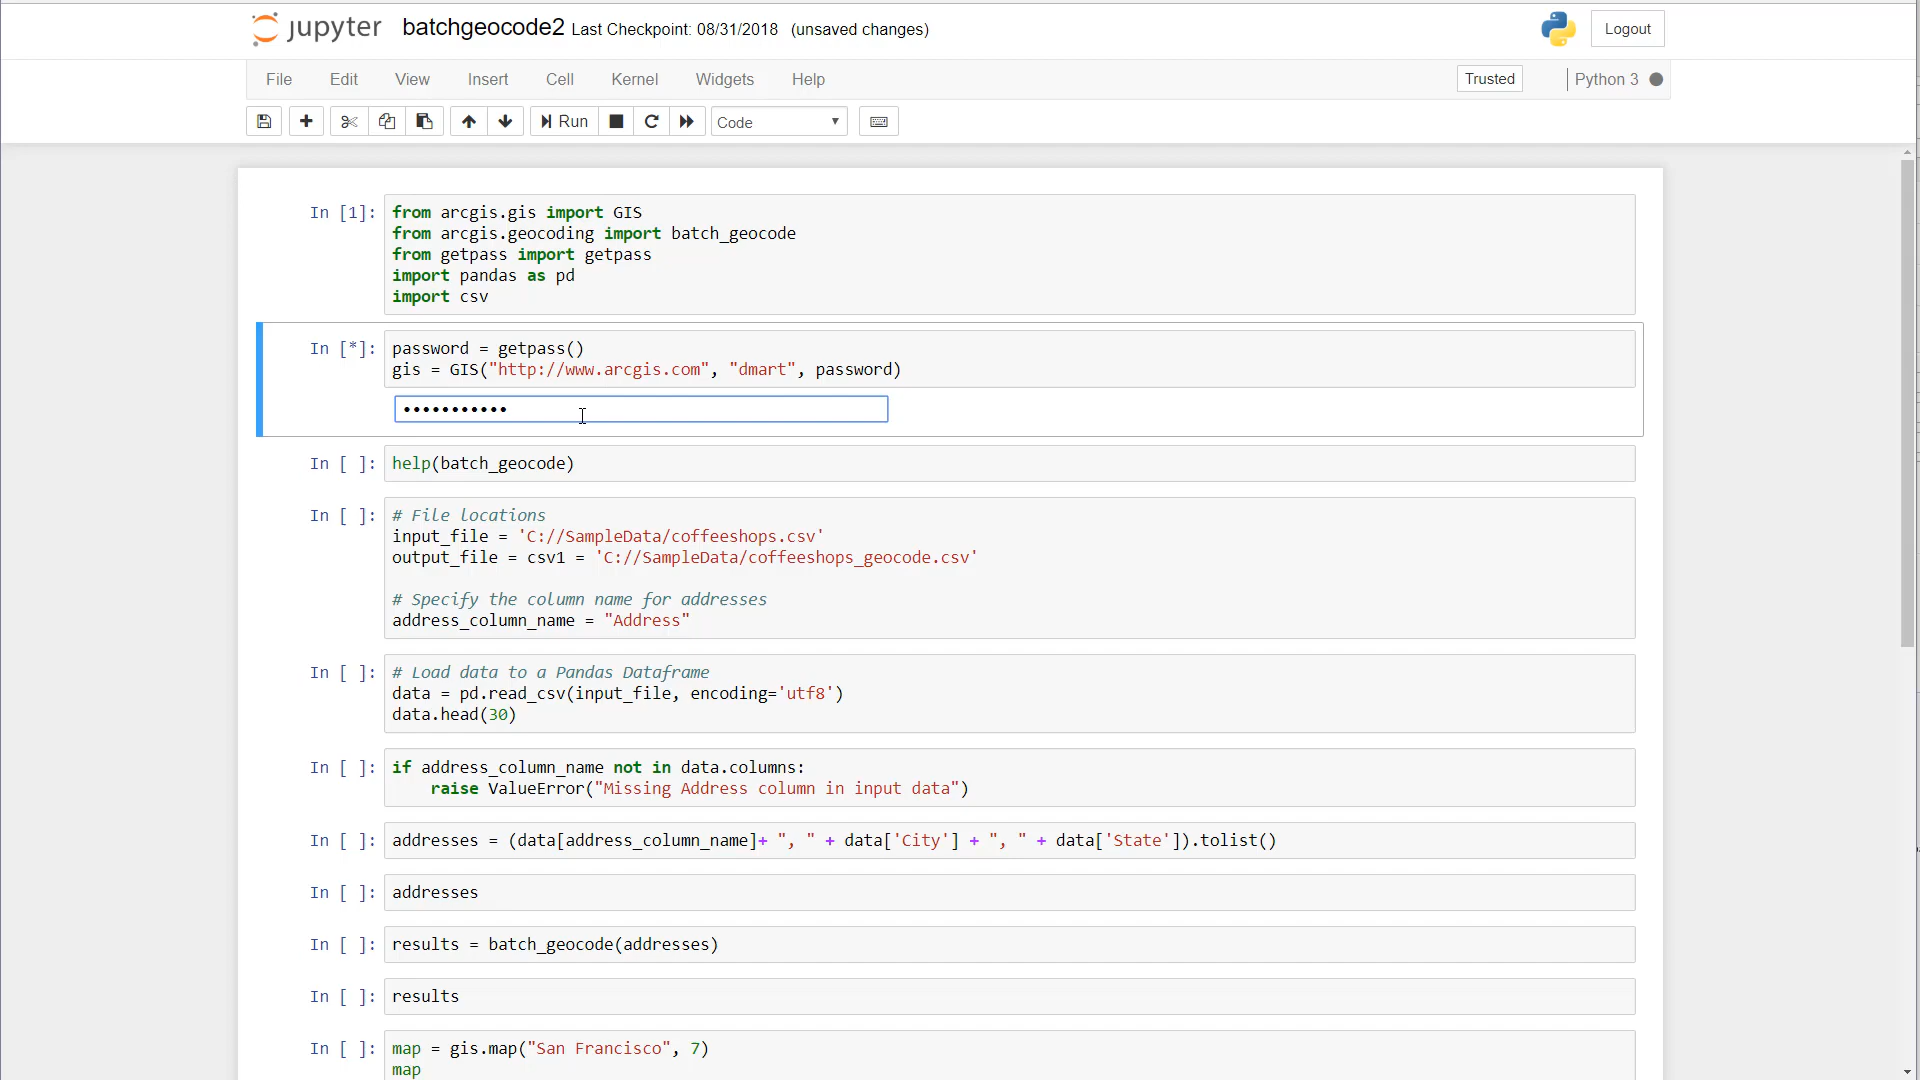 jupyter batchgeocode2 Last Checkpoint: 08/31/2018 (unsaved changes)
Logout
File Edit View Insert Cell Kernel Widgets Help
Trusted
Python 3
Run
Code
In [1]:
from arcgis.gis import GIS
from arcgis.geocoding import batch_geocode
from getpass import getpass
import pandas as pd
import csv
In [*]:
password = getpass()
gis = GIS("http://www.arcgis.com", "dmart", password)
•••••••••••
In [ ]:
help(batch_geocode)
In [ ]:
# File locations
input_file = 'C://SampleData/coffeeshops.csv'
output_file = csv1 = 'C://SampleData/coffeeshops_geocode.csv'
# Specify the column name for addresses
address_column_name = "Address"
In [ ]:
# Load data to a Pandas Dataframe
data = pd.read_csv(input_file, encoding='utf8')
data.head(30)
In [ ]:
if address_column_name not in data.columns:
    raise ValueError("Missing Address column in input data")
In [ ]:
addresses = (data[address_column_name]+ ", " + data['City'] + ", " + data['State']).tolist()
In [ ]:
addresses
In [ ]:
results = batch_geocode(addresses)
In [ ]:
results
In [ ]:
map = gis.map("San Francisco", 7)
map